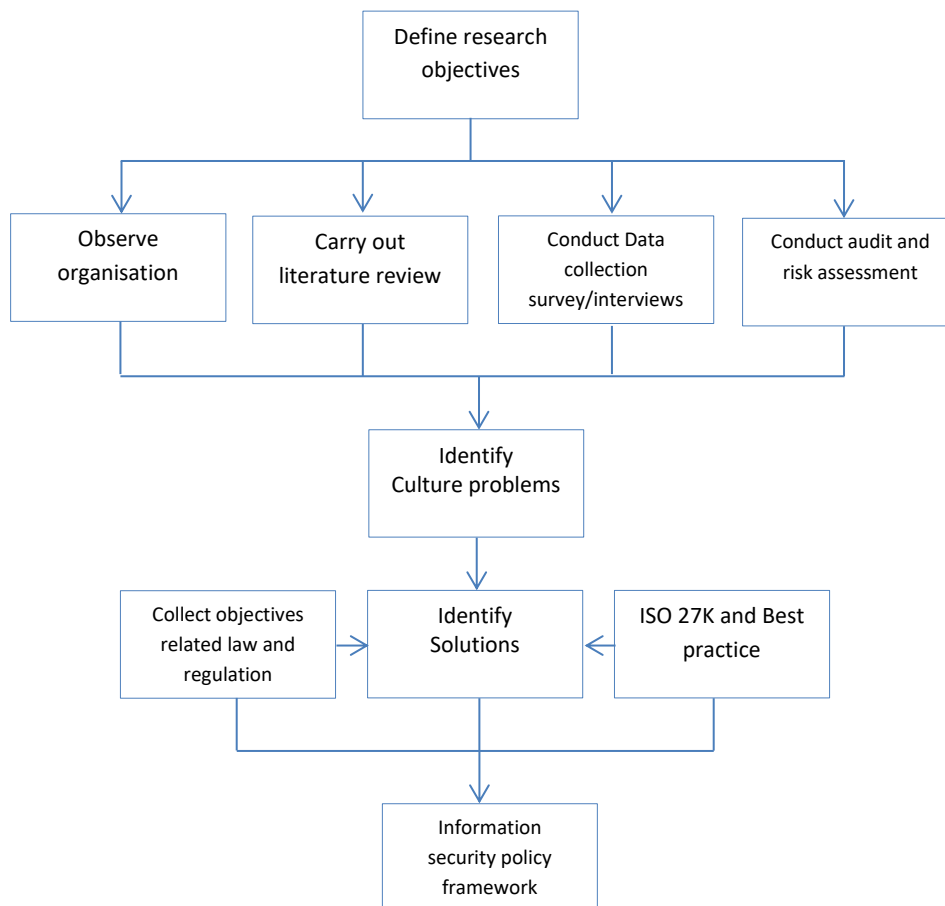 Define research
objectives
Observe
organisation
Carry out
literature review
Conduct Data
collection
survey/interviews
Conduct audit and
risk assessment
Identify
Culture problems
Collect objectives
related law and
regulation
Identify
Solutions
ISO 27K and Best
practice
Information
security policy
framework